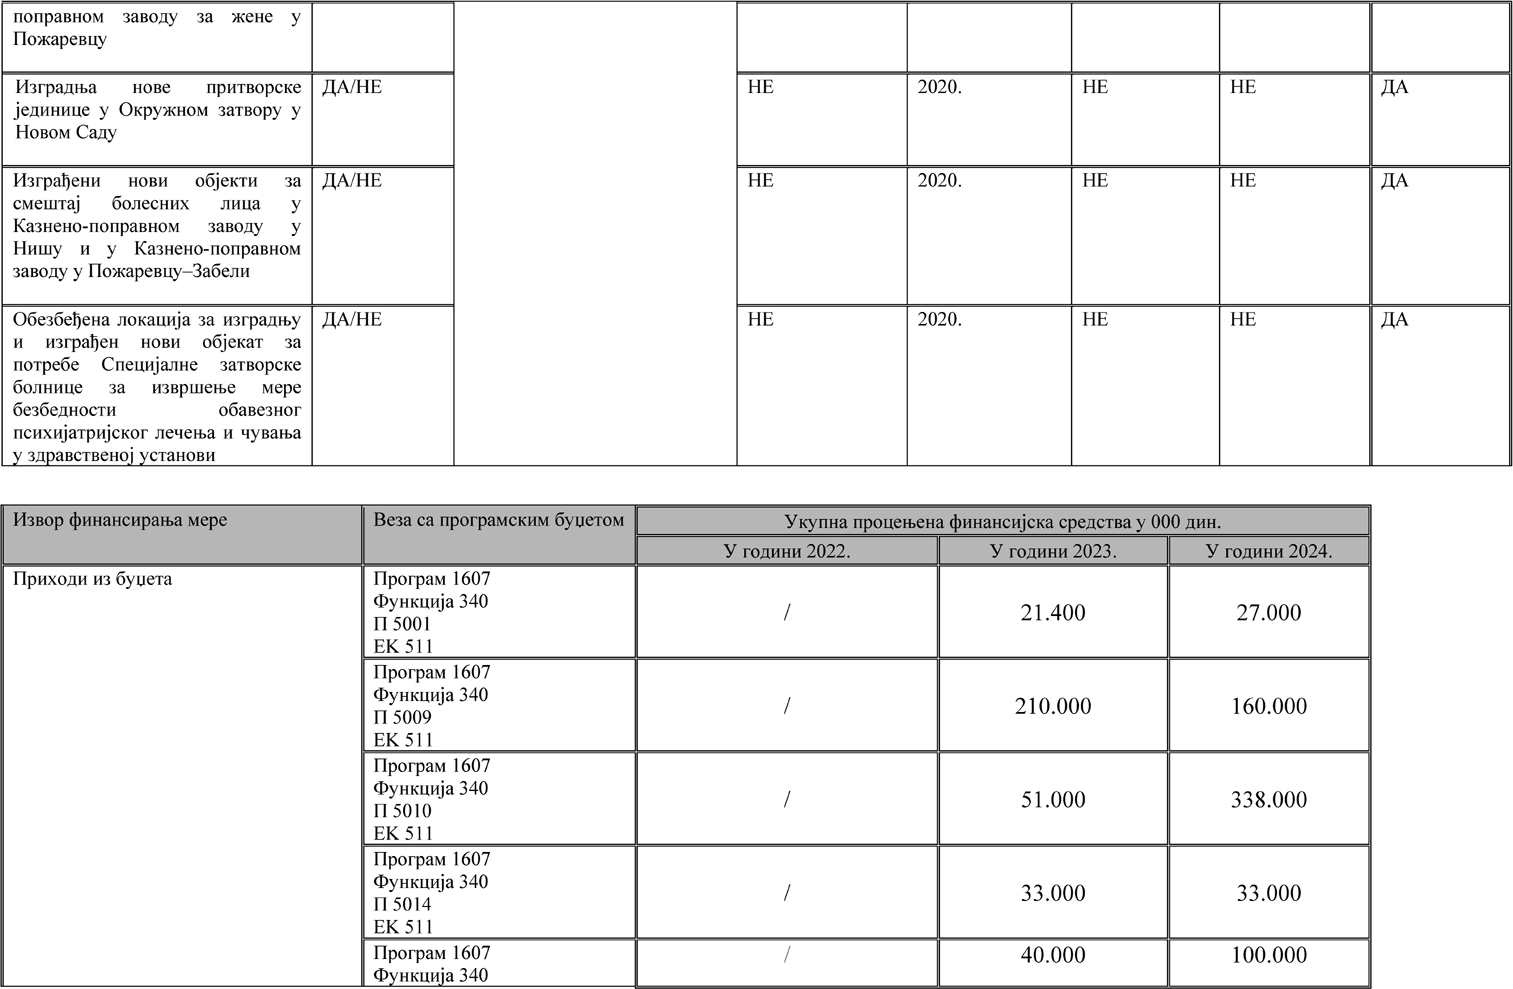 поправном заводу за жене у
Пожаревцу
Изградња нове притворске
јединице у Окружном затвору у
Новом Саду
ДА/НЕ
НЕ
2020.
НЕ
НЕ
ДА
Изграђени нови објекти за
смештај болесних лица у
Казнено-поправном заводу у
Нишу и у Казнено-поправном
заводу у Пожаревцу–Забели
ДА/НЕ
НЕ
2020.
НЕ
НЕ
ДА
Обезбеђена локација за изградњу
и изграђен нови објекат за
потребе Специјалне затворске
болнице за извршење мере
безбедности обавезног
психијатријског лечења и чувања
у здравственој установи
ДА/НЕ
НЕ
2020.
НЕ
НЕ
ДА
Извор финансирања мере
Веза са програмским буџетом
Укупна процењена финансијска средства у 000 дин.
У години 2022.
У години 2023.
У години 2024.
Приходи из буџета
Програм 1607
Функција 340
П 5001
ЕК 511
/
21.400
27.000
Програм 1607
Функција 340
П 5009
ЕК 511
/
210.000
160.000
Програм 1607
Функција 340
П 5010
ЕК 511
/
51.000
338.000
Програм 1607
Функција 340
П 5014
ЕК 511
/
33.000
33.000
Програм 1607
Функција 340
/
40.000
100.000